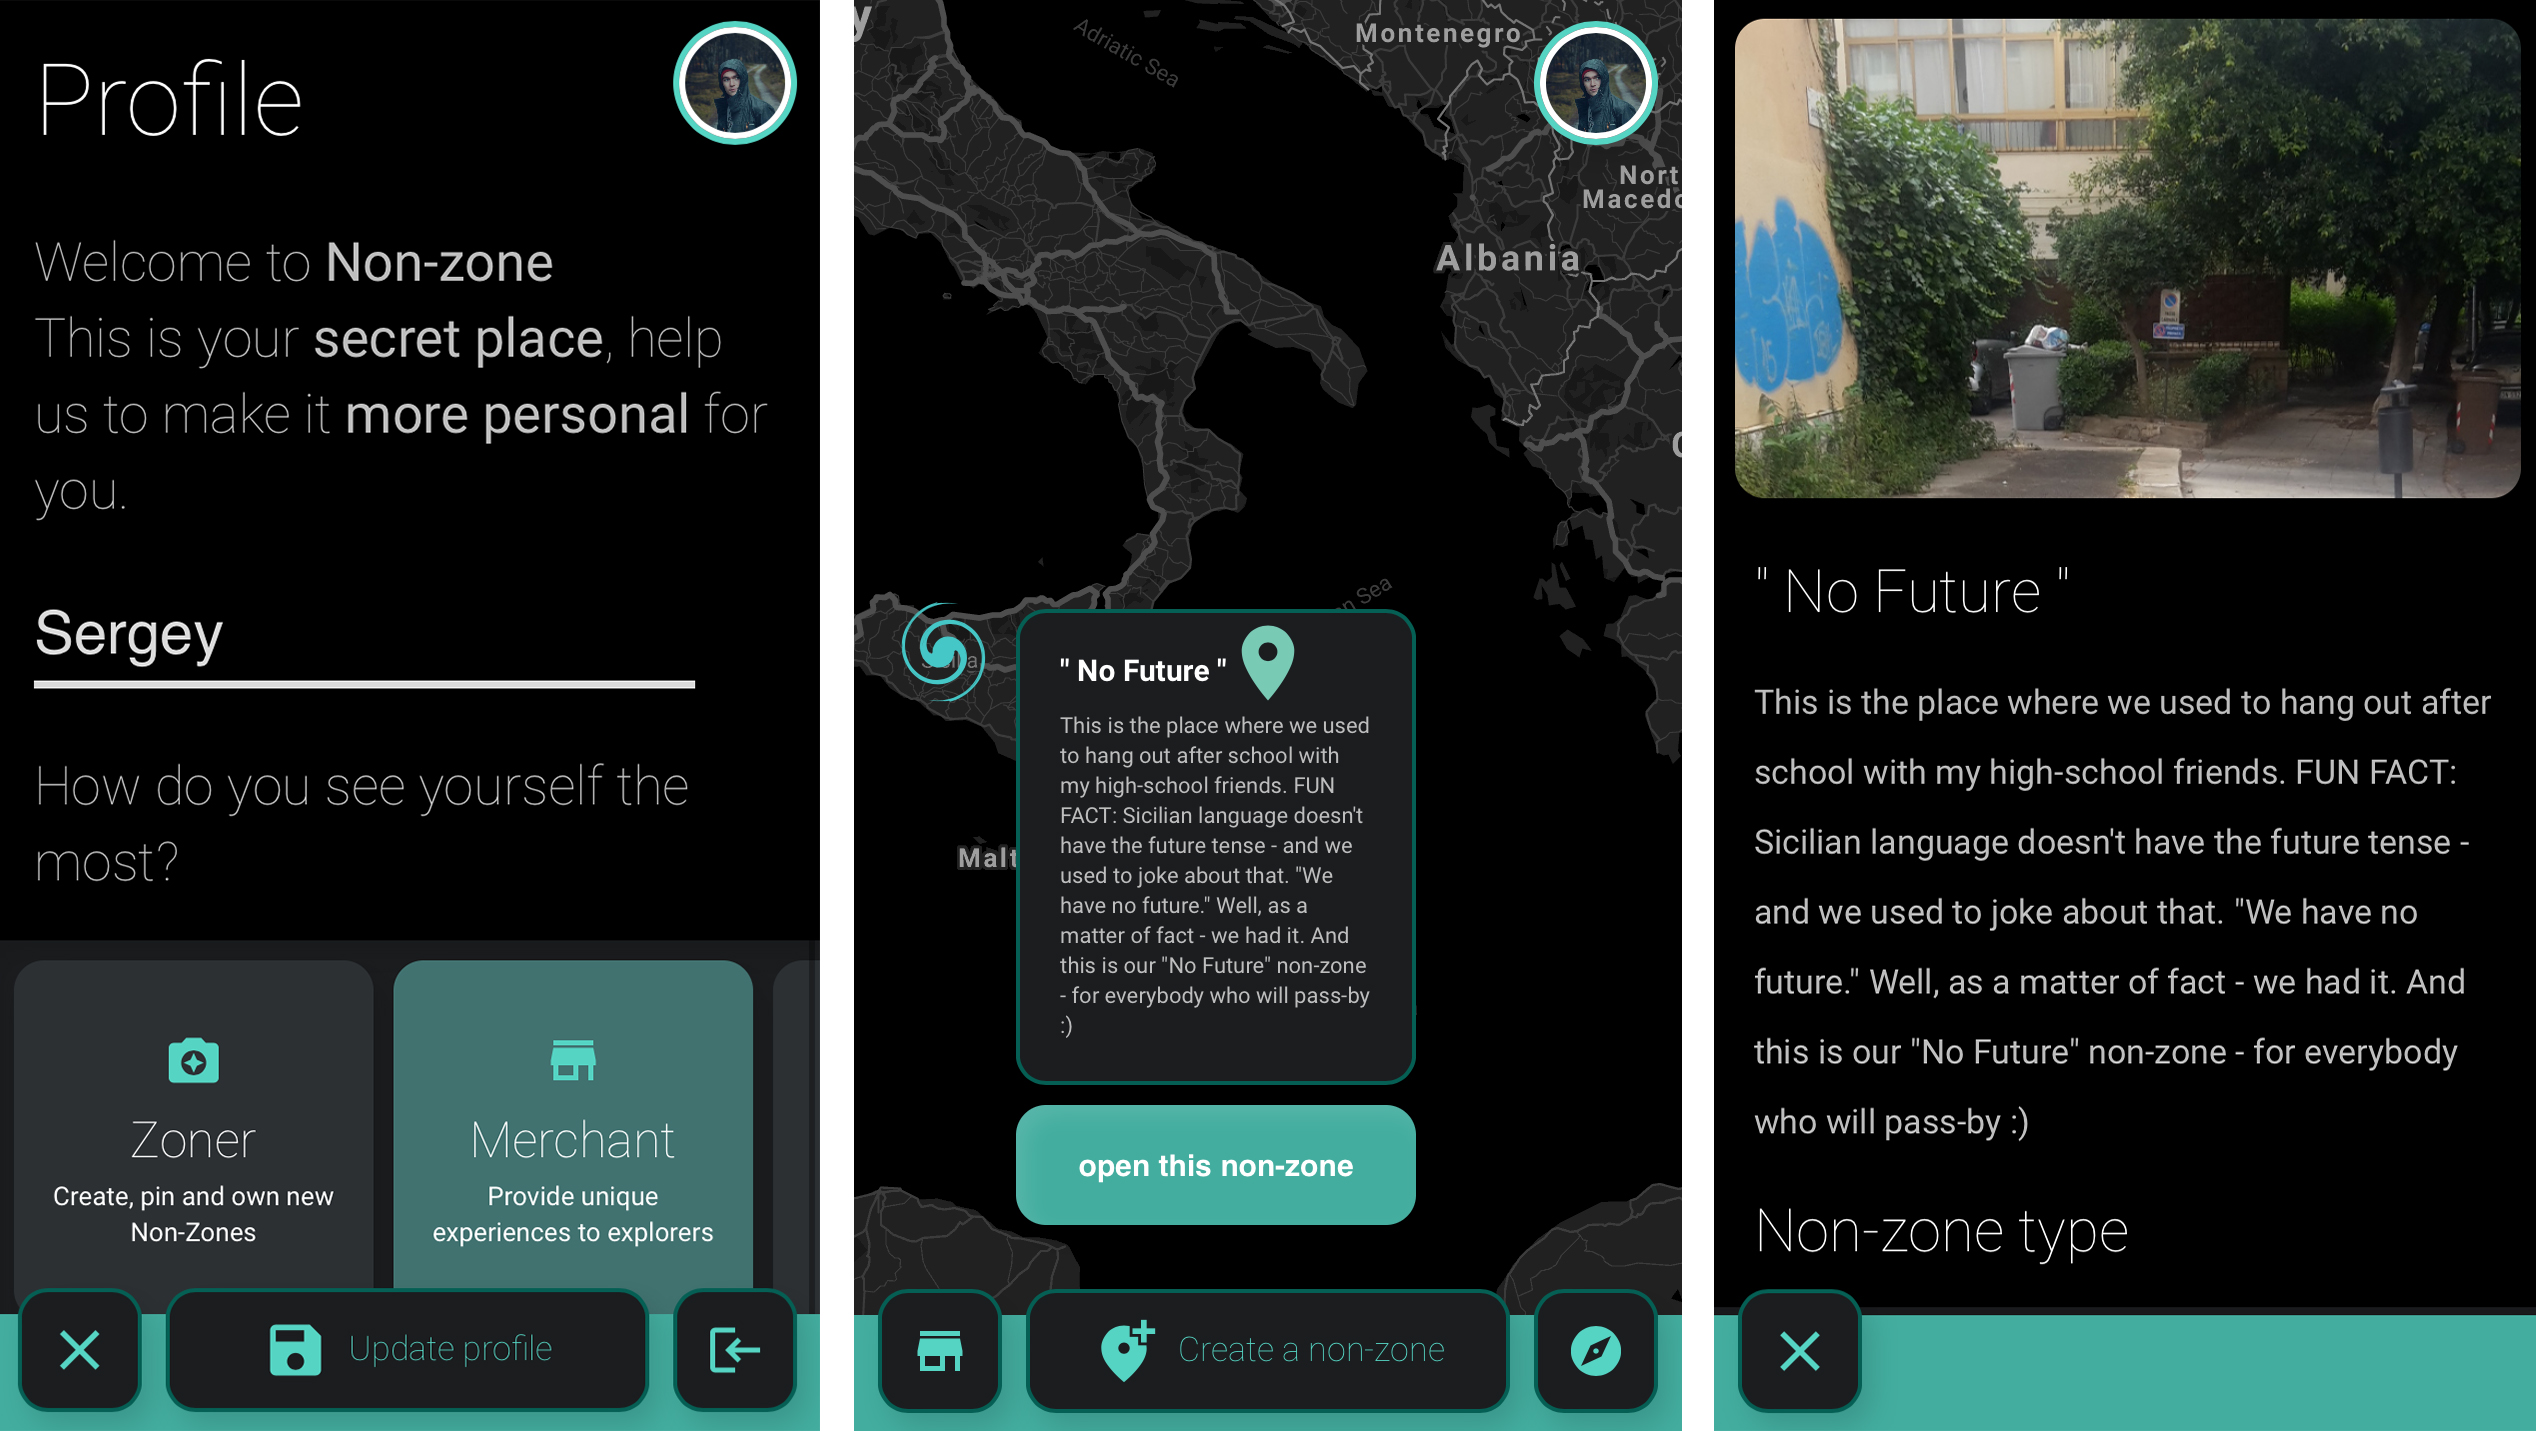 Profile
Welcome to Non-zone
This is your secret place, help
us to make it more personal for
you.
Sergey
How do you see yourself the
most?
Zoner
Create, pin and own new
Non-Zones
Merchant
Provide unique
experiences to explorers
Update profile
y
Adriatic Sea
Montenegro
Nort
Macedo
Albania
n Sea
Malt
" No Future "
This is the place where we used
to hang out after school with
my high-school friends. FUN
FACT: Sicilian language doesn't
have the future tense - and we
used to joke about that. "We
have no future." Well, as a
matter of fact - we had it. And
this is our "No Future" non-zone
- for everybody who will pass-by
:)
open this non-zone
Create a non-zone
" No Future "
This is the place where we used to hang out after
school with my high-school friends. FUN FACT:
Sicilian language doesn't have the future tense -
and we used to joke about that. "We have no
future." Well, as a matter of fact - we had it. And
this is our "No Future" non-zone - for everybody
who will pass-by :)
Non-zone type